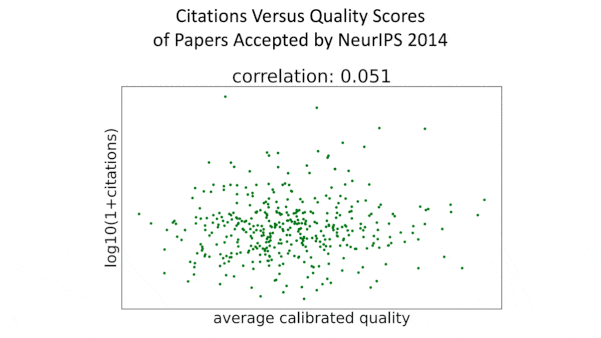 Citations Versus Quality Scores
of Papers Accepted by NeurIPS 2014
correlation: 0.051
log10(1+citations)
average calibrated quality